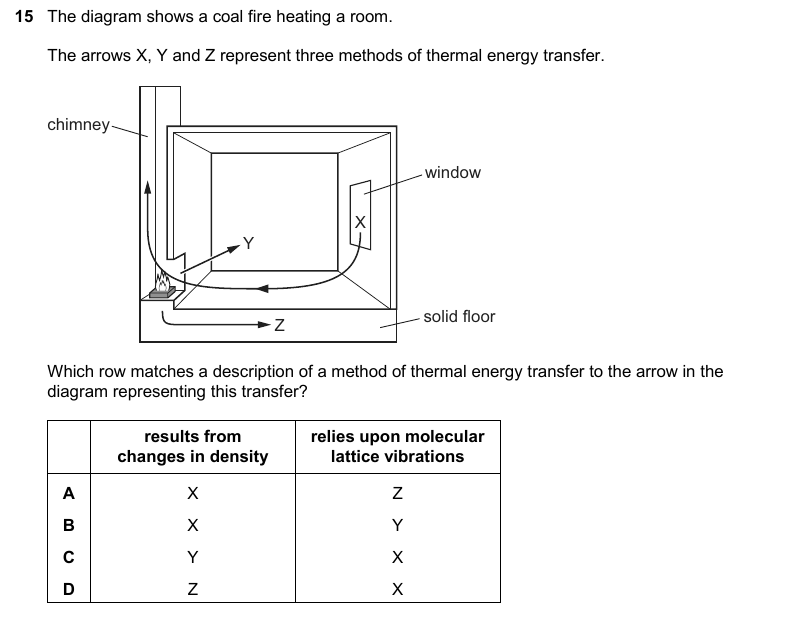 15 The diagram shows a coal fire heating a room.
The arrows X, Y and Z represent three methods of thermal energy transfer.
chimney
window
X
Y
solid floor
Z
Which row matches a description of a method of thermal energy transfer to the arrow in the
diagram representing this transfer?
results from changes in density relies upon molecular lattice vibrations
A X Z
B X Y
C Y X
D Z X